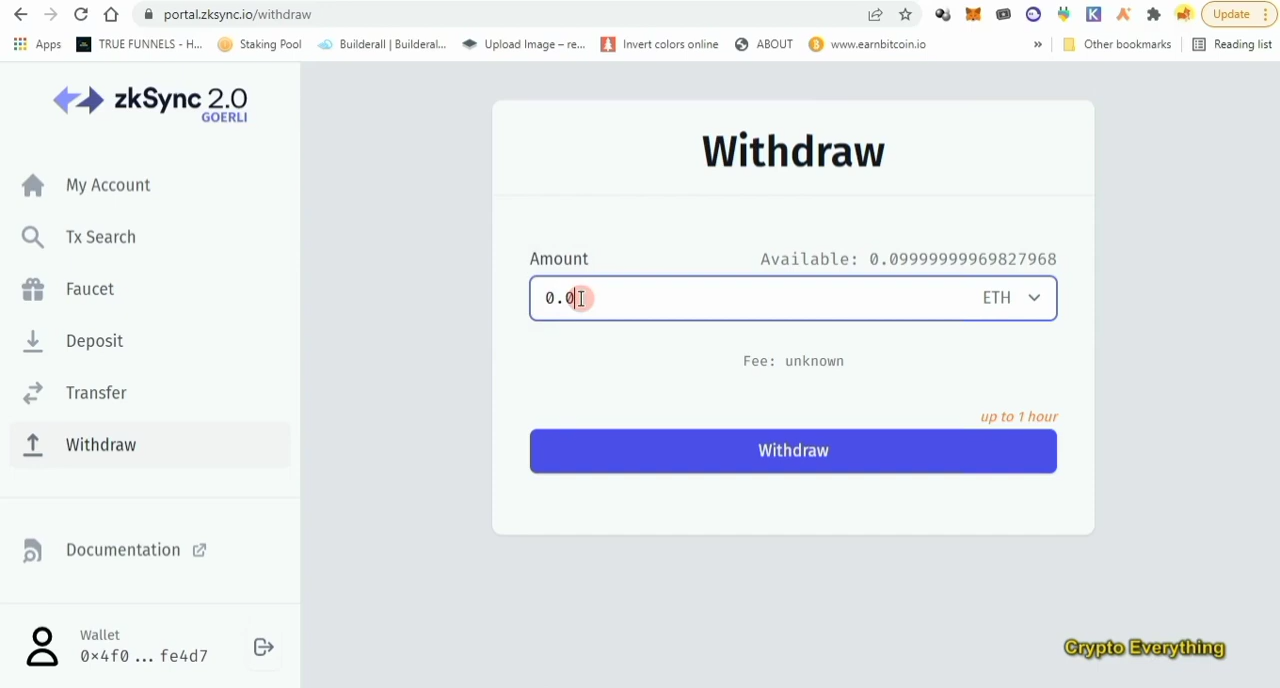 portal.zksync.io/withdraw
Update
Apps
TRUE FUNNELS - H...
Staking Pool
Builderall | Builderal...
Upload Image – re...
Invert colors online
ABOUT
www.earnbitcoin.io
»
Other bookmarks
Reading list
zkSync 2.0
GOERLI
My Account
Tx Search
Faucet
Deposit
Transfer
Withdraw
Documentation
Wallet
0×4f0 ... fe4d7
Withdraw
Amount
Available: 0.09999999969827968
0.0
ETH
Fee: unknown
up to 1 hour
Withdraw
Crypto Everything